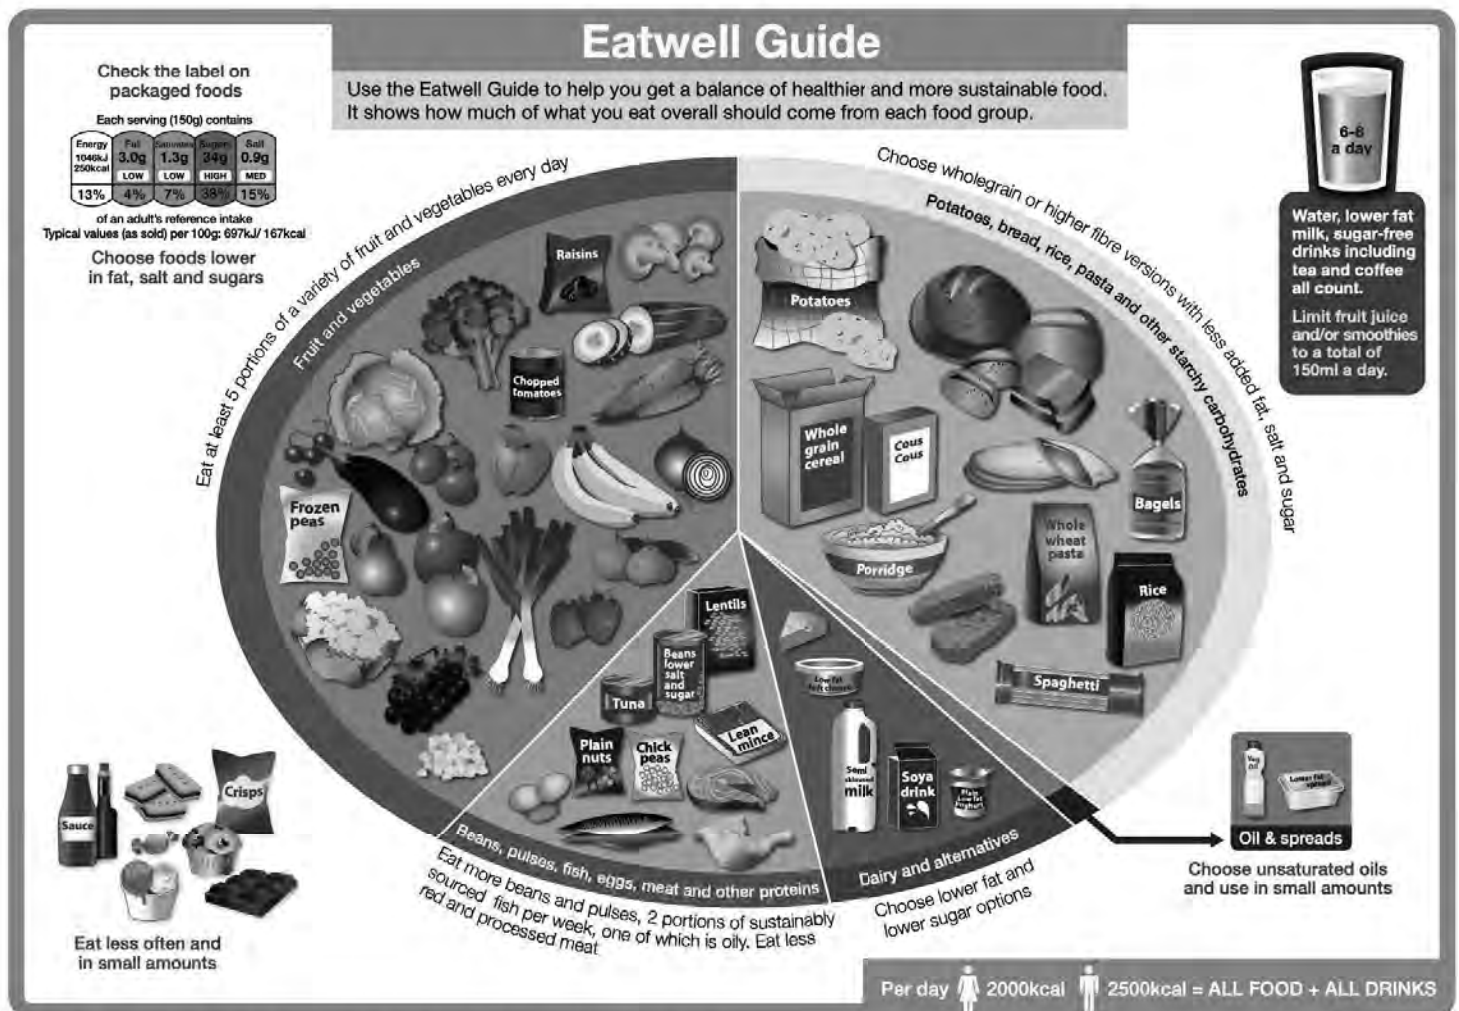 Eatwell Guide
Use the Eatwell Guide to help you get a balance of healthier and more sustainable food.
It shows how much of what you eat overall should come from each food group.
Check the label on
packaged foods
Each serving (150g) contains
Energy
1046kJ
250kcal
13%
Fat
3.0g
LOW
4%
Saturates
1.3g
LOW
7%
Sugars
34g
HIGH
38%
Salt
0.9g
MED
15%
of an adult's reference intake
Typical values (as sold) per 100g: 697kJ/ 167kcal
Choose foods lower
in fat, salt and sugars
6-8
a day
Water, lower fat
milk, sugar-free
drinks including
tea and coffee
all count.
Limit fruit juice
and/or smoothies
to a total of
150ml a day.
Eat at least 5 portions of a variety of fruit and vegetables every day
Fruit and vegetables
Raisins
Chopped
tomatoes
Frozen
peas
Choose wholegrain or higher fibre versions with less added fat, salt and sugar
Potatoes, bread, rice, pasta and other starchy carbohydrates
Potatoes
Whole
grain
cereal
Cous
Cous
Bagels
Porridge
Whole
wheat
pasta
Rice
Spaghetti
Lentils
Beans
lower
salt
and
sugar
Tuna
Plain
nuts
Chick
peas
Lean
mince
Beans, pulses, fish, eggs, meat and other proteins
Eat more beans and pulses, 2 portions of sustainably
sourced fish per week, one of which is oily. Eat less
red and processed meat
Low fat
soft cheese
Semi
skimmed
milk
Soya
drink
Plain
Low fat
yoghurt
Dairy and alternatives
Choose lower fat and
lower sugar options
Veg
Oil
Lower fat
spread
Oil & spreads
Choose unsaturated oils
and use in small amounts
Sauce
Crisps
Eat less often and
in small amounts
Per day 2000kcal 2500kcal = ALL FOOD + ALL DRINKS